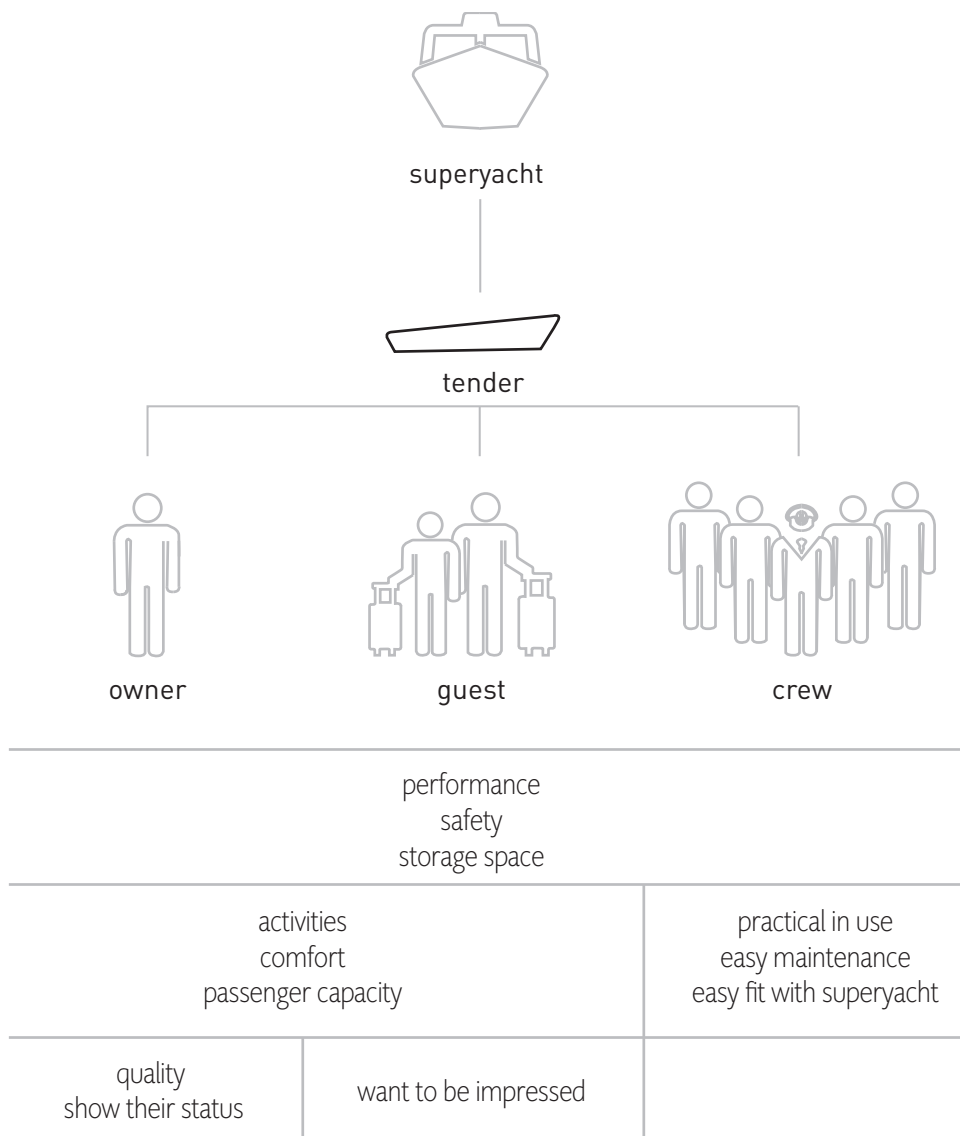 superyacht
tender
owner
guest
crew
performance
safety
storage space
activities
comfort
passenger capacity
practical in use
easy maintenance
easy fit with superyacht
quality
show their status
want to be impressed